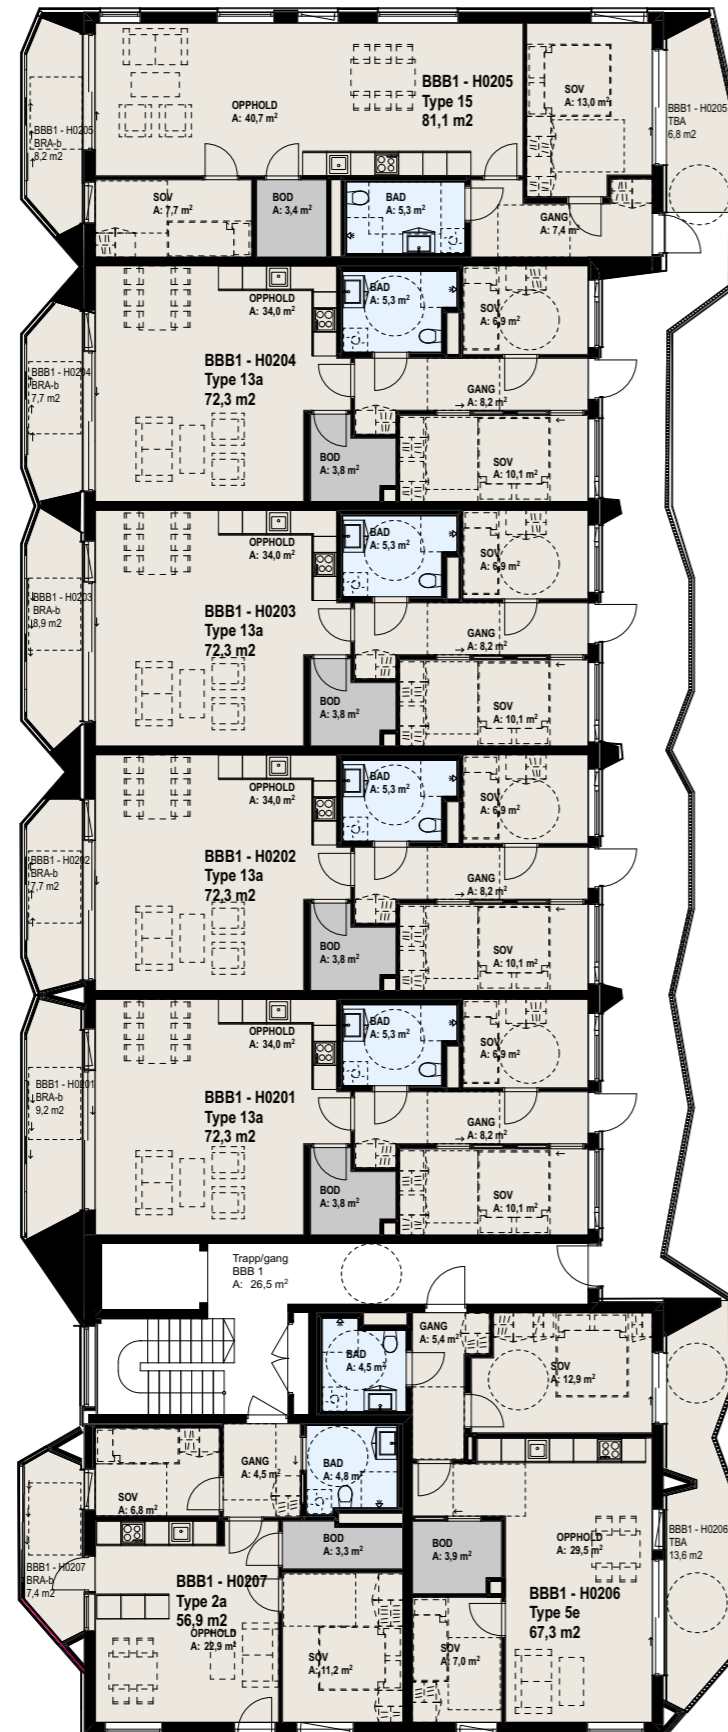 BBB1 - H0205
Type 15
81,1 m2
OPPHOLD
A: 40,7 m²
SOV
A: 13,0 m²
BBB1 - H0205
TBA
6,8 m2
BBB1 - H0205
BRA-b
8,2 m2
SOV
A: 7,7 m²
BOD
A: 3,4 m²
BAD
A: 5,3 m²
GANG
A: 7,4 m²
OPPHOLD
A: 34,0 m²
BAD
A: 5,3 m²
SOV
A: 6,9 m²
BBB1 - H0204
BRA-b
7,7 m2
BBB1 - H0204
Type 13a
72,3 m2
GANG
A: 8,2 m²
BOD
A: 3,8 m²
SOV
A: 10,1 m²
OPPHOLD
A: 34,0 m²
BAD
A: 5,3 m²
SOV
A: 6,9 m²
BBB1 - H0203
BRA-b
8,9 m2
BBB1 - H0203
Type 13a
72,3 m2
GANG
A: 8,2 m²
BOD
A: 3,8 m²
SOV
A: 10,1 m²
OPPHOLD
A: 34,0 m²
BAD
A: 5,3 m²
SOV
A: 6,9 m²
BBB1 - H0202
BRA-b
7,7 m2
BBB1 - H0202
Type 13a
72,3 m2
GANG
A: 8,2 m²
BOD
A: 3,8 m²
SOV
A: 10,1 m²
OPPHOLD
A: 34,0 m²
BAD
A: 5,3 m²
SOV
A: 6,9 m²
BBB1 - H0201
BRA-b
9,2 m2
BBB1 - H0201
Type 13a
72,3 m2
GANG
A: 8,2 m²
BOD
A: 3,8 m²
SOV
A: 10,1 m²
Trapp/gang
BBB 1
A: 26,5 m²
GANG
A: 5,4 m²
BAD
A: 4,5 m²
SOV
A: 12,9 m²
GANG
A: 4,5 m²
BAD
A: 4,8 m²
SOV
A: 6,8 m²
BOD
A: 3,3 m²
BOD
A: 3,9 m²
OPPHOLD
A: 29,5 m²
BBB1 - H0206
TBA
13,6 m2
BBB1 - H0207
BRA-b
7,4 m2
BBB1 - H0207
Type 2a
56,9 m2
OPPHOLD
A: 22,9 m²
BBB1 - H0206
Type 5e
67,3 m2
SOV
A: 11,2 m²
SOV
A: 7,0 m²